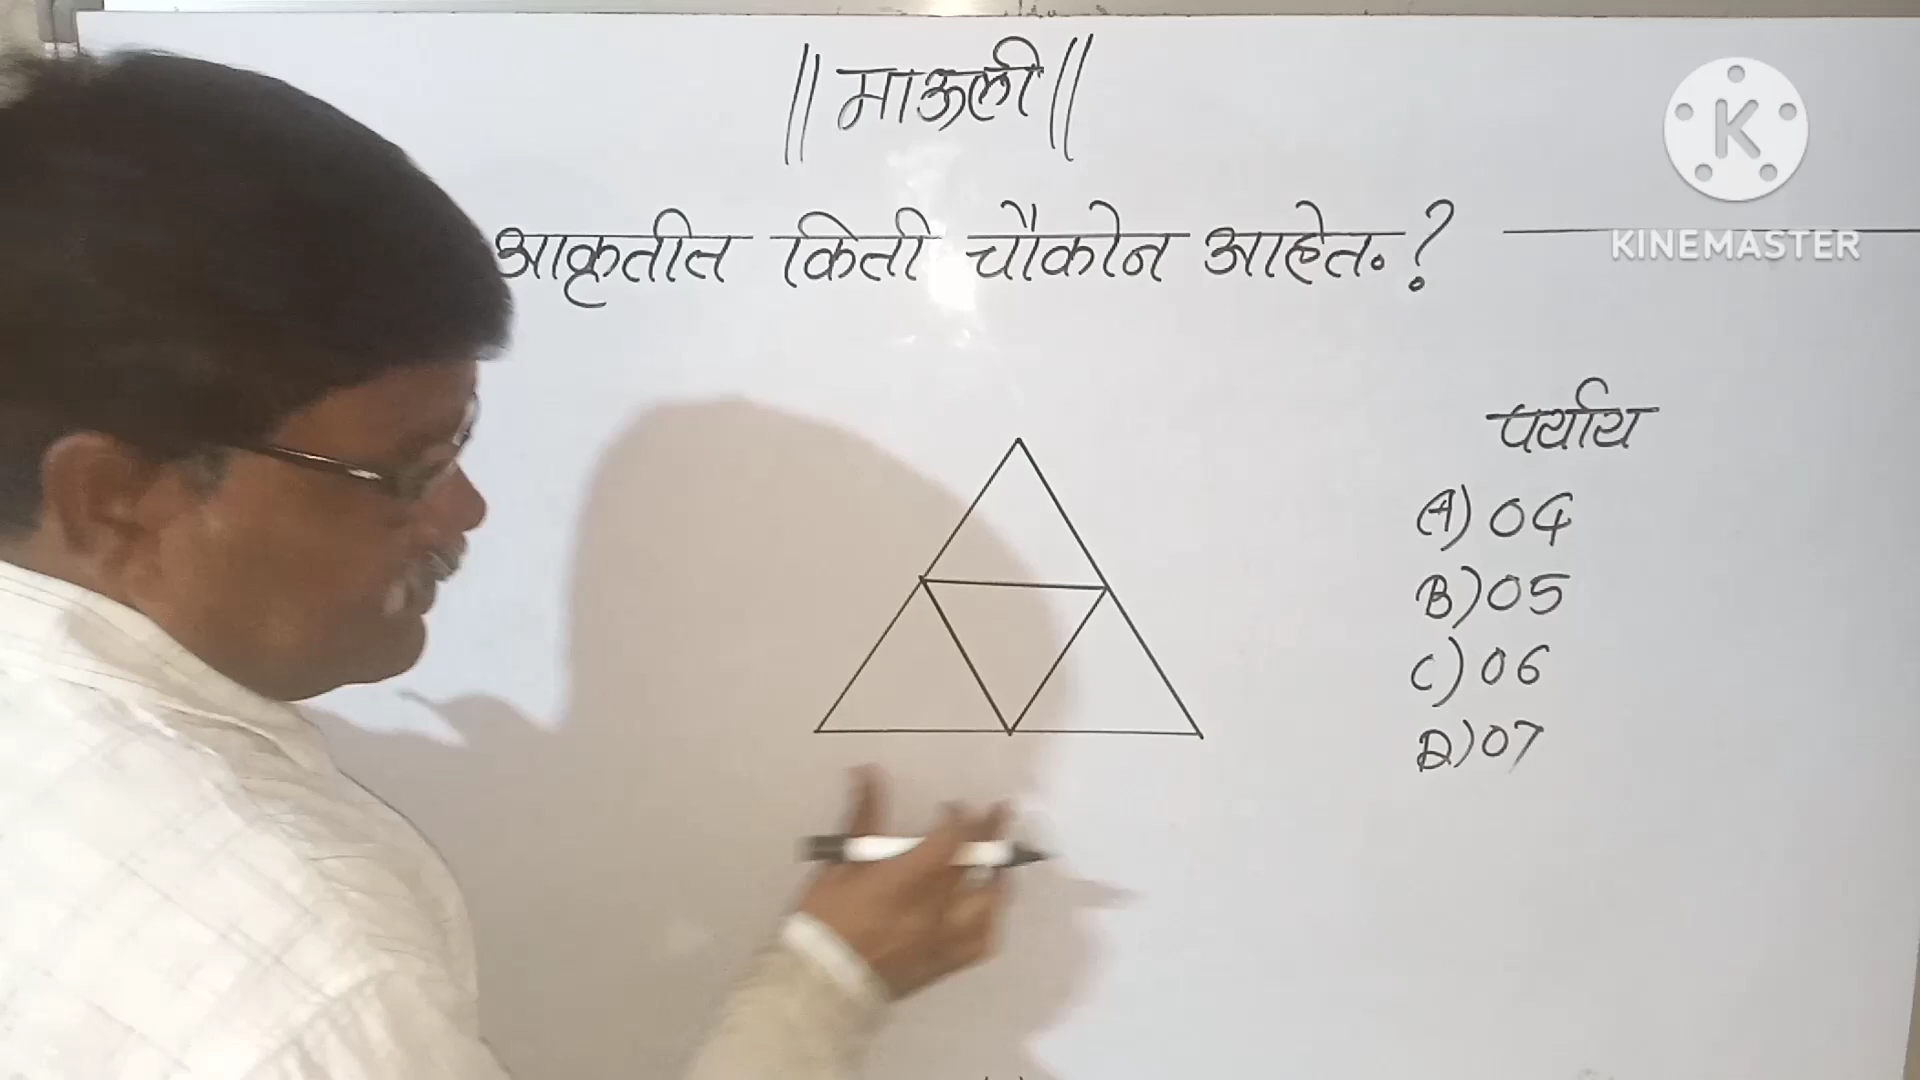 || माऊली ||
आकृतीत किती चौकोन आहेत. ?
K
KINEMASTER
पर्याय
(A) 04
B) 05
C) 06
D) 07